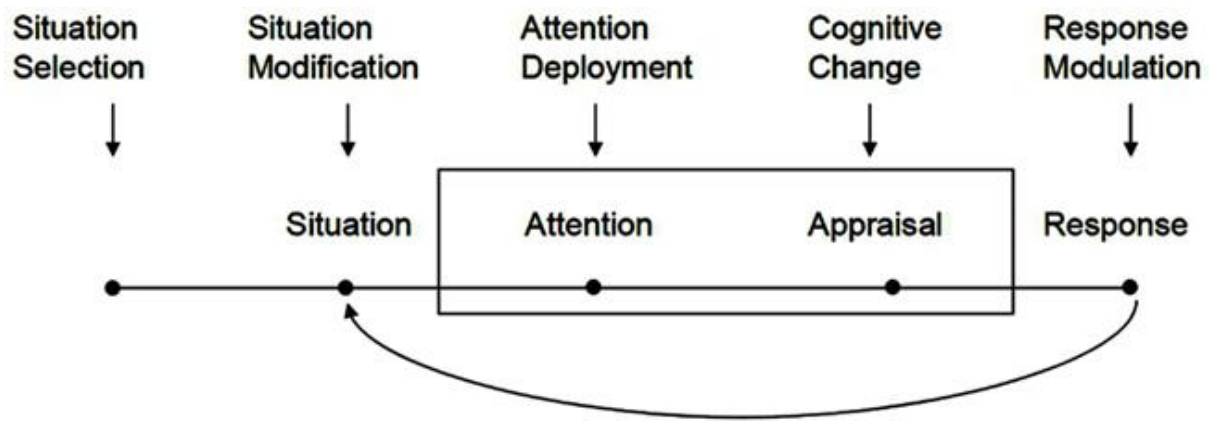 Situation
Selection
Situation
Modification
Attention
Deployment
Cognitive
Change
Response
Modulation
Situation
Attention
Appraisal
Response